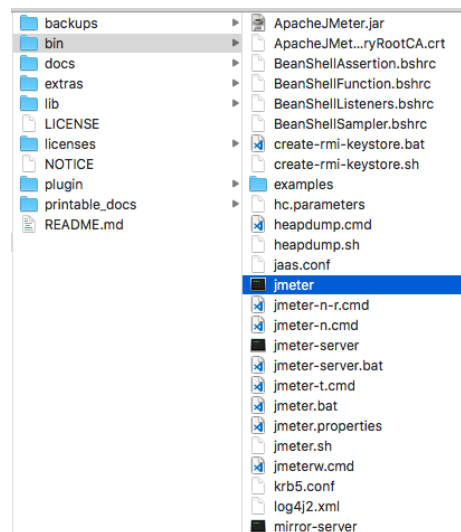 backups
bin
docs
extras
lib
LICENSE
licenses
NOTICE
plugin
printable_docs
README.md
ApacheJMeter.jar
ApacheJMet...ryRootCA.crt
BeanShellAssertion.bshrc
BeanShellFunction.bshrc
BeanShellListeners.bshrc
BeanShellSampler.bshrc
create-rmi-keystore.bat
create-rmi-keystore.sh
examples
hc.parameters
heapdump.cmd
heapdump.sh
jaas.conf
jmeter
jmeter-n-r.cmd
jmeter-n.cmd
jmeter-server
jmeter-server.bat
jmeter-t.cmd
jmeter.bat
jmeter.properties
jmeter.sh
jmeterw.cmd
krb5.conf
log4j2.xml
mirror-server